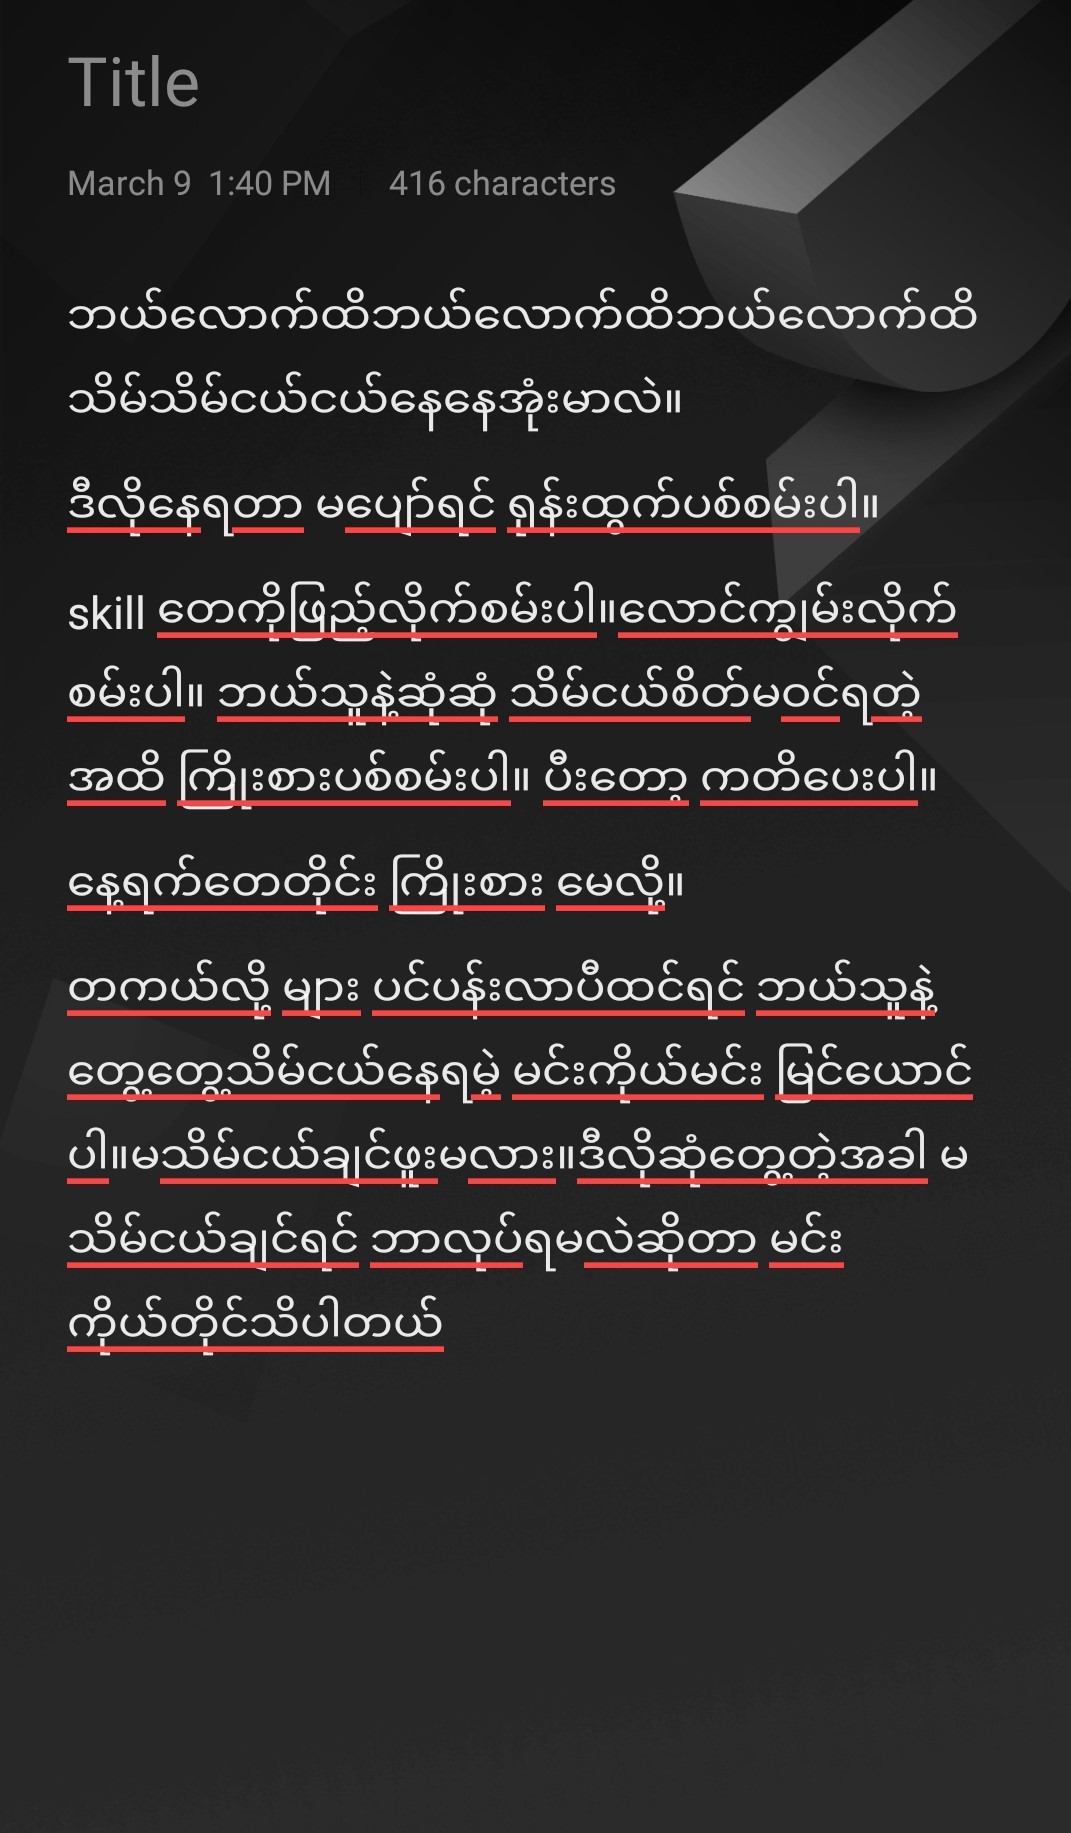 Title
March 9 1:40 PM | 416 characters
ဘယ်လောက်ထိဘယ်လောက်ထိဘယ်လောက်ထိ
သိမ်သိမ်ငယ်ငယ်နေနေအုံးမာလဲ။
ဒီလိုနေရတာ မပျော်ရင် ရုန်းထွက်ပစ်စမ်းပါ။
skill တေကိုဖြည့်လိုက်စမ်းပါ။လောင်ကျွမ်းလိုက်
စမ်းပါ။ ဘယ်သူနဲ့ဆုံဆုံ သိမ်ငယ်စိတ်မဝင်ရတဲ့
အထိ ကြိုးစားပစ်စမ်းပါ။ ပီးတော့ ကတိပေးပါ။
နေ့ရက်တေတိုင်း ကြိုးစား မေလို့။
တကယ်လို့ များ ပင်ပန်းလာပီထင်ရင် ဘယ်သူနဲ့
တွေ့တွေ့သိမ်ငယ်နေရမဲ့ မင်းကိုယ်မင်း မြင်ယောင်
ပါ။မသိမ်ငယ်ချင်ဖူးမလား။ဒီလိုဆုံတွေ့တဲ့အခါ မ
သိမ်ငယ်ချင်ရင် ဘာလုပ်ရမလဲဆိုတာ မင်း
ကိုယ်တိုင်သိပါတယ်